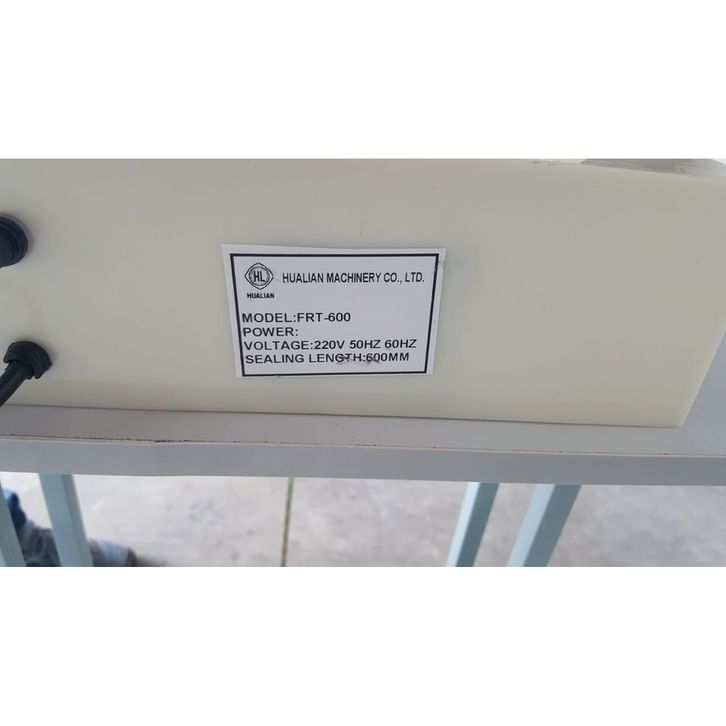 HL HUALIAN MACHINERY CO., LTD.
HUALIAN
MODEL:FRT-600
POWER:
VOLTAGE:220V 50HZ 60HZ
SEALING LENGTH:600MM